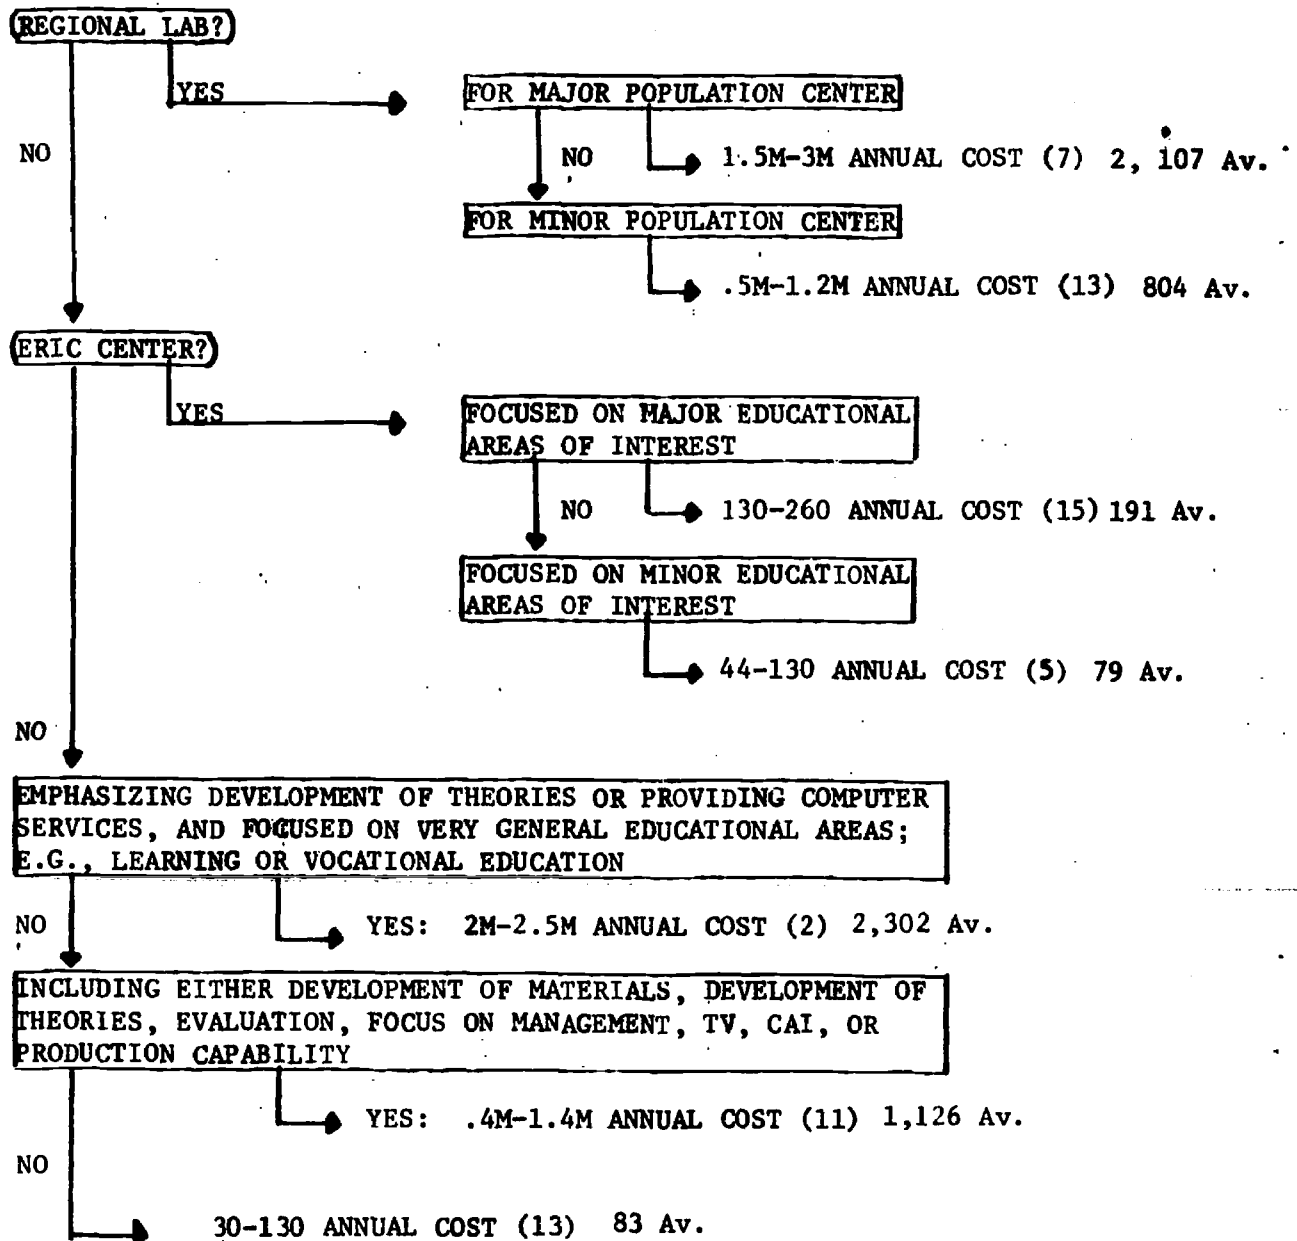 REGIONAL LAB?
YES
FOR MAJOR POPULATION CENTER
NO
NO
1.5M-3M ANNUAL COST (7) 2, 107 Av.
FOR MINOR POPULATION CENTER
.5M-1.2M ANNUAL COST (13) 804 Av.
ERIC CENTER?
YES
FOCUSED ON MAJOR EDUCATIONAL
AREAS OF INTEREST
NO
130-260 ANNUAL COST (15) 191 Av.
FOCUSED ON MINOR EDUCATIONAL
AREAS OF INTEREST
44-130 ANNUAL COST (5) 79 Av.
NO
EMPHASIZING DEVELOPMENT OF THEORIES OR PROVIDING COMPUTER
SERVICES, AND FOCUSED ON VERY GENERAL EDUCATIONAL AREAS;
E.G., LEARNING OR VOCATIONAL EDUCATION
NO
YES: 2M-2.5M ANNUAL COST (2) 2,302 Av.
INCLUDING EITHER DEVELOPMENT OF MATERIALS, DEVELOPMENT OF
THEORIES, EVALUATION, FOCUS ON MANAGEMENT, TV, CAI, OR
PRODUCTION CAPABILITY
YES: .4M-1.4M ANNUAL COST (11) 1,126 Av.
NO
30-130 ANNUAL COST (13) 83 Av.